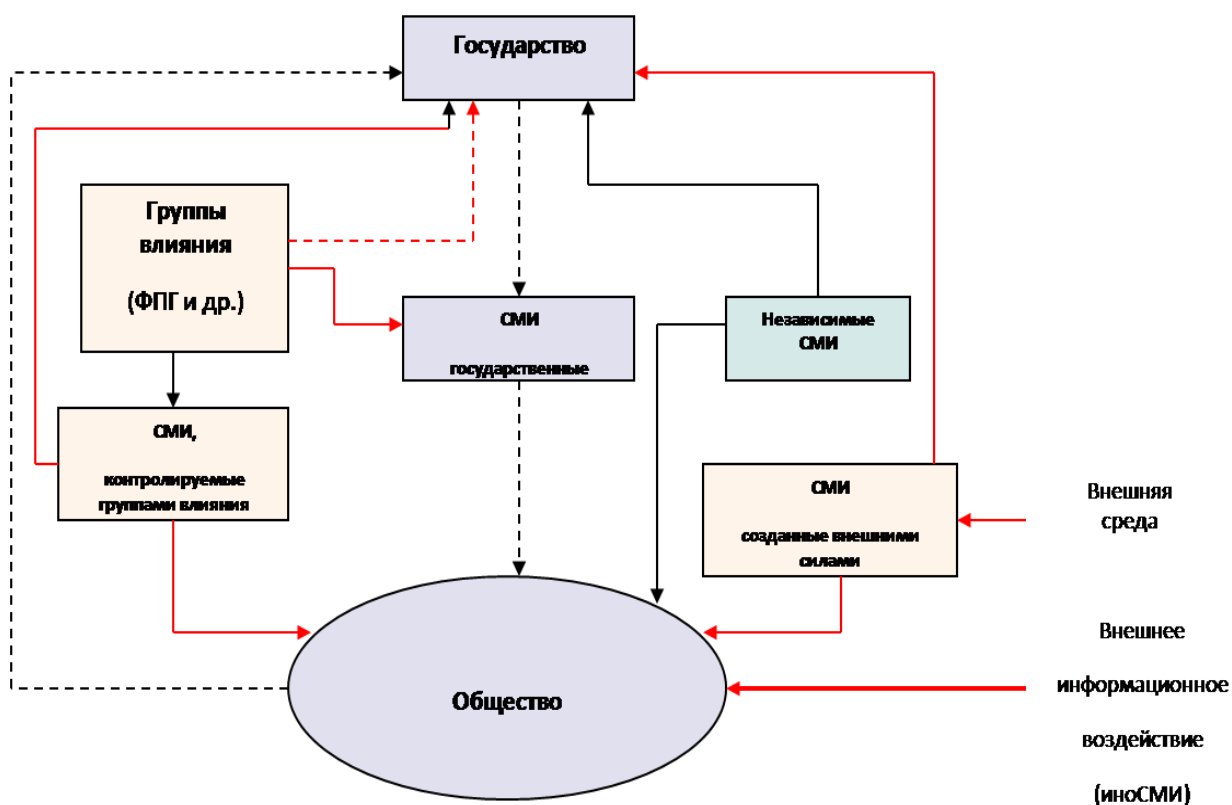 Государство
Группы
влияния
(ФПГ и др.)
СМИ
государственные
Независимые
СМИ
СМИ,
контролируемые
группами влияния
СМИ
созданные внешними
силами
Внешняя
среда
Общество
Внешнее
информационное
воздействие
(иноСМИ)